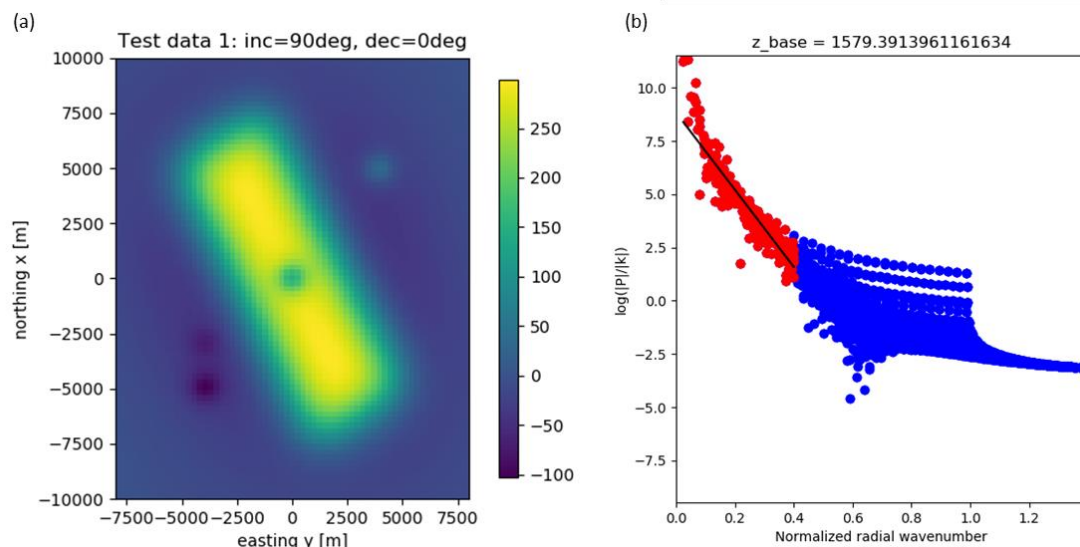 (a)
Test data 1: inc=90deg, dec=0deg
10000
7500
5000
2500
0
−2500
−5000
−7500
−10000
northing x [m]
−7500 −5000 −2500 0 2500 5000 7500
easting y [m]
250
200
150
100
50
0
−50
−100
(b)
z_base = 1579.3913961161634
10.0
7.5
5.0
2.5
0.0
−2.5
−5.0
−7.5
log(|P|/|k|)
0.0 0.2 0.4 0.6 0.8 1.0 1.2
Normalized radial wavenumber